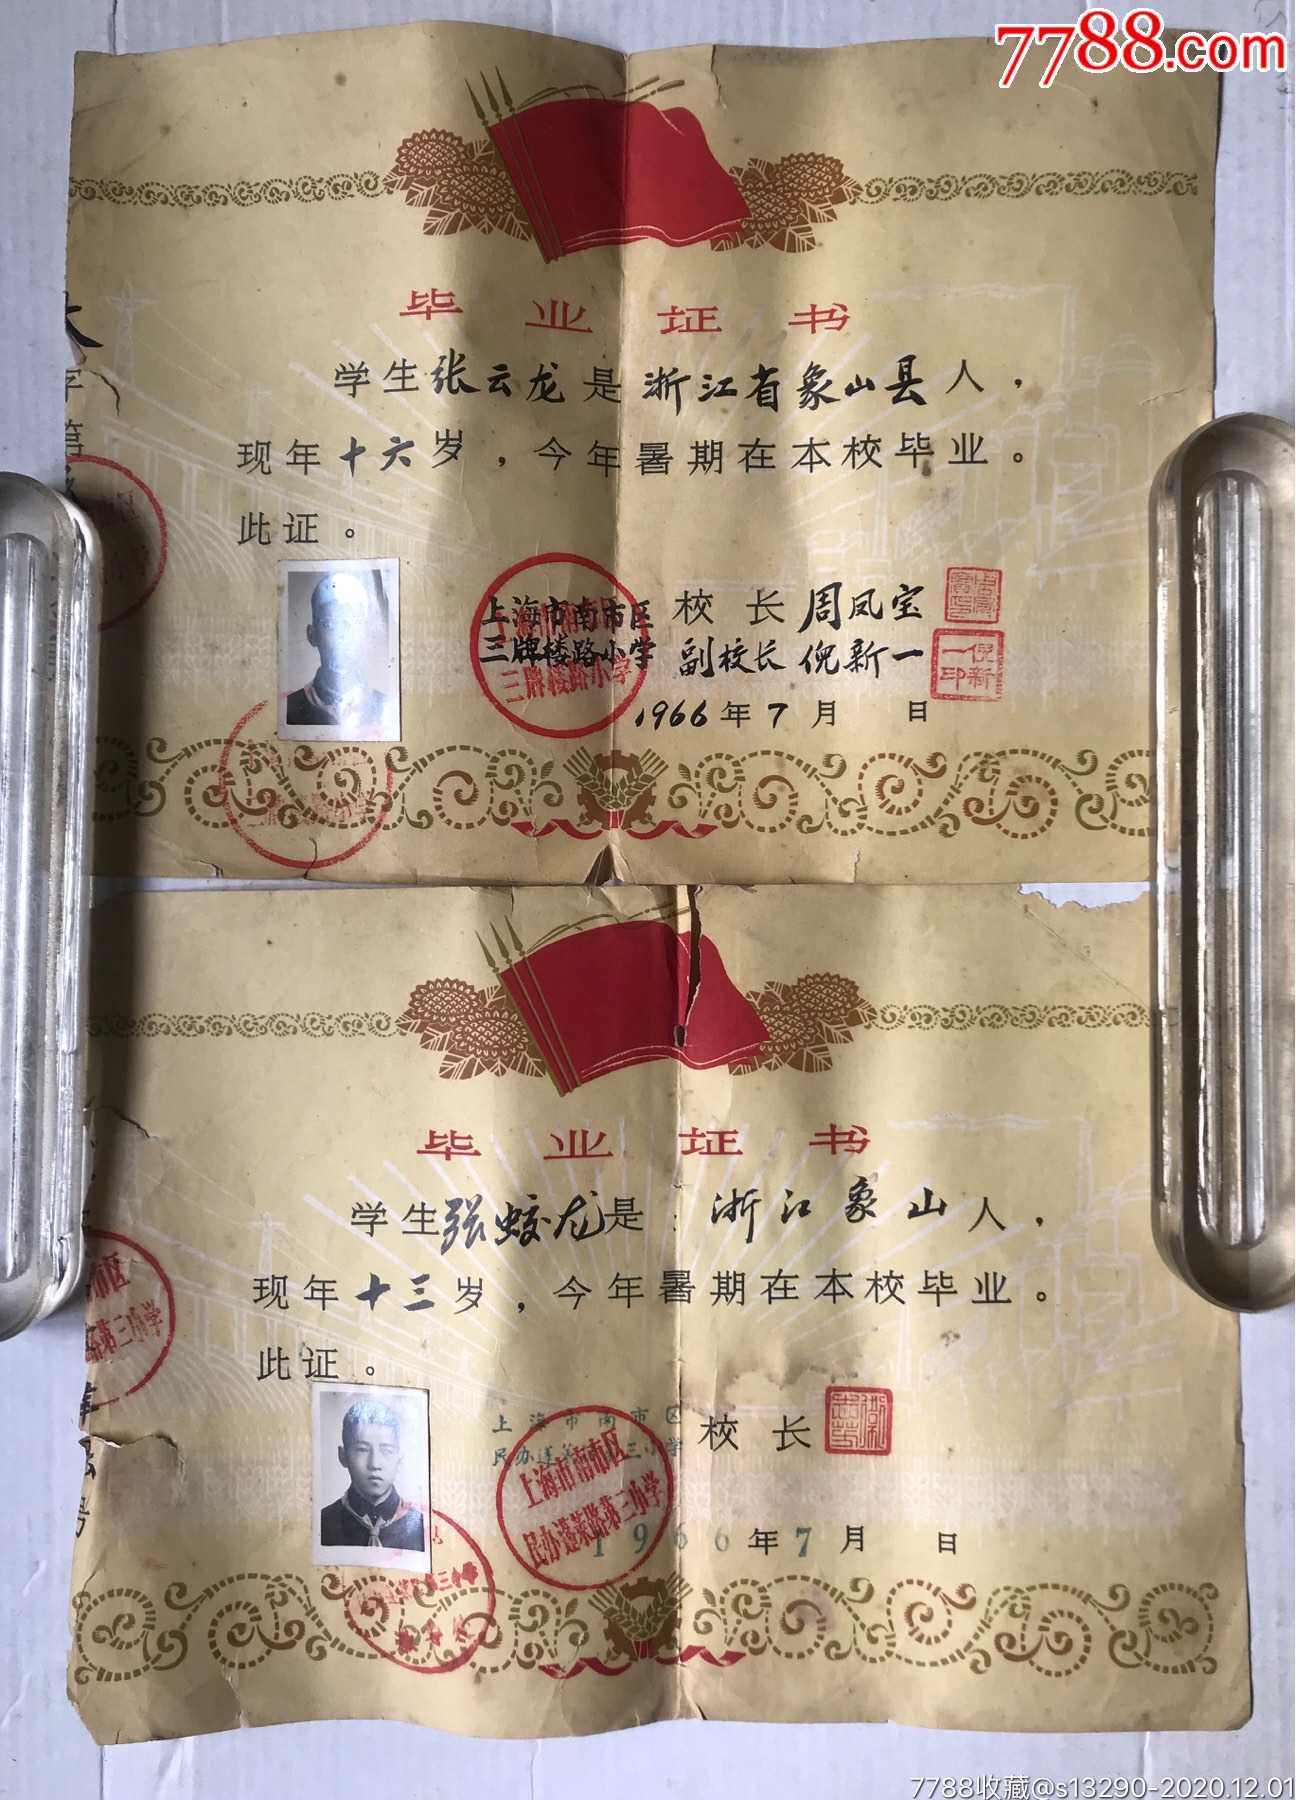 7788.com
毕业证书
学生张云龙是浙江省象山县人，
现年十六岁，今年暑期在本校毕业。
此证。
上海市南市区
三牌楼路小学
校长周凤宝
副校长倪新一
倪新一印
1966年7月 日
毕业证书
学生张蛟龙是浙江象山人，
现年十三岁，今年暑期在本校毕业。
此证。
上海市南市区
民办蓬莱路第三小学
校长
1966年7月 日
7788收藏@s13290-2020.12.01